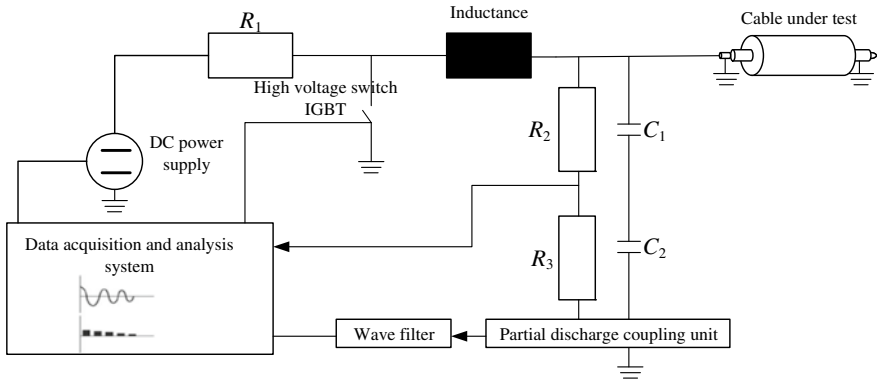 Inductance
Cable under test
R1
High voltage switch
IGBT
DC power
supply
R2
C1
Data acquisition and analysis
system
R3
C2
Wave filter
Partial discharge coupling unit